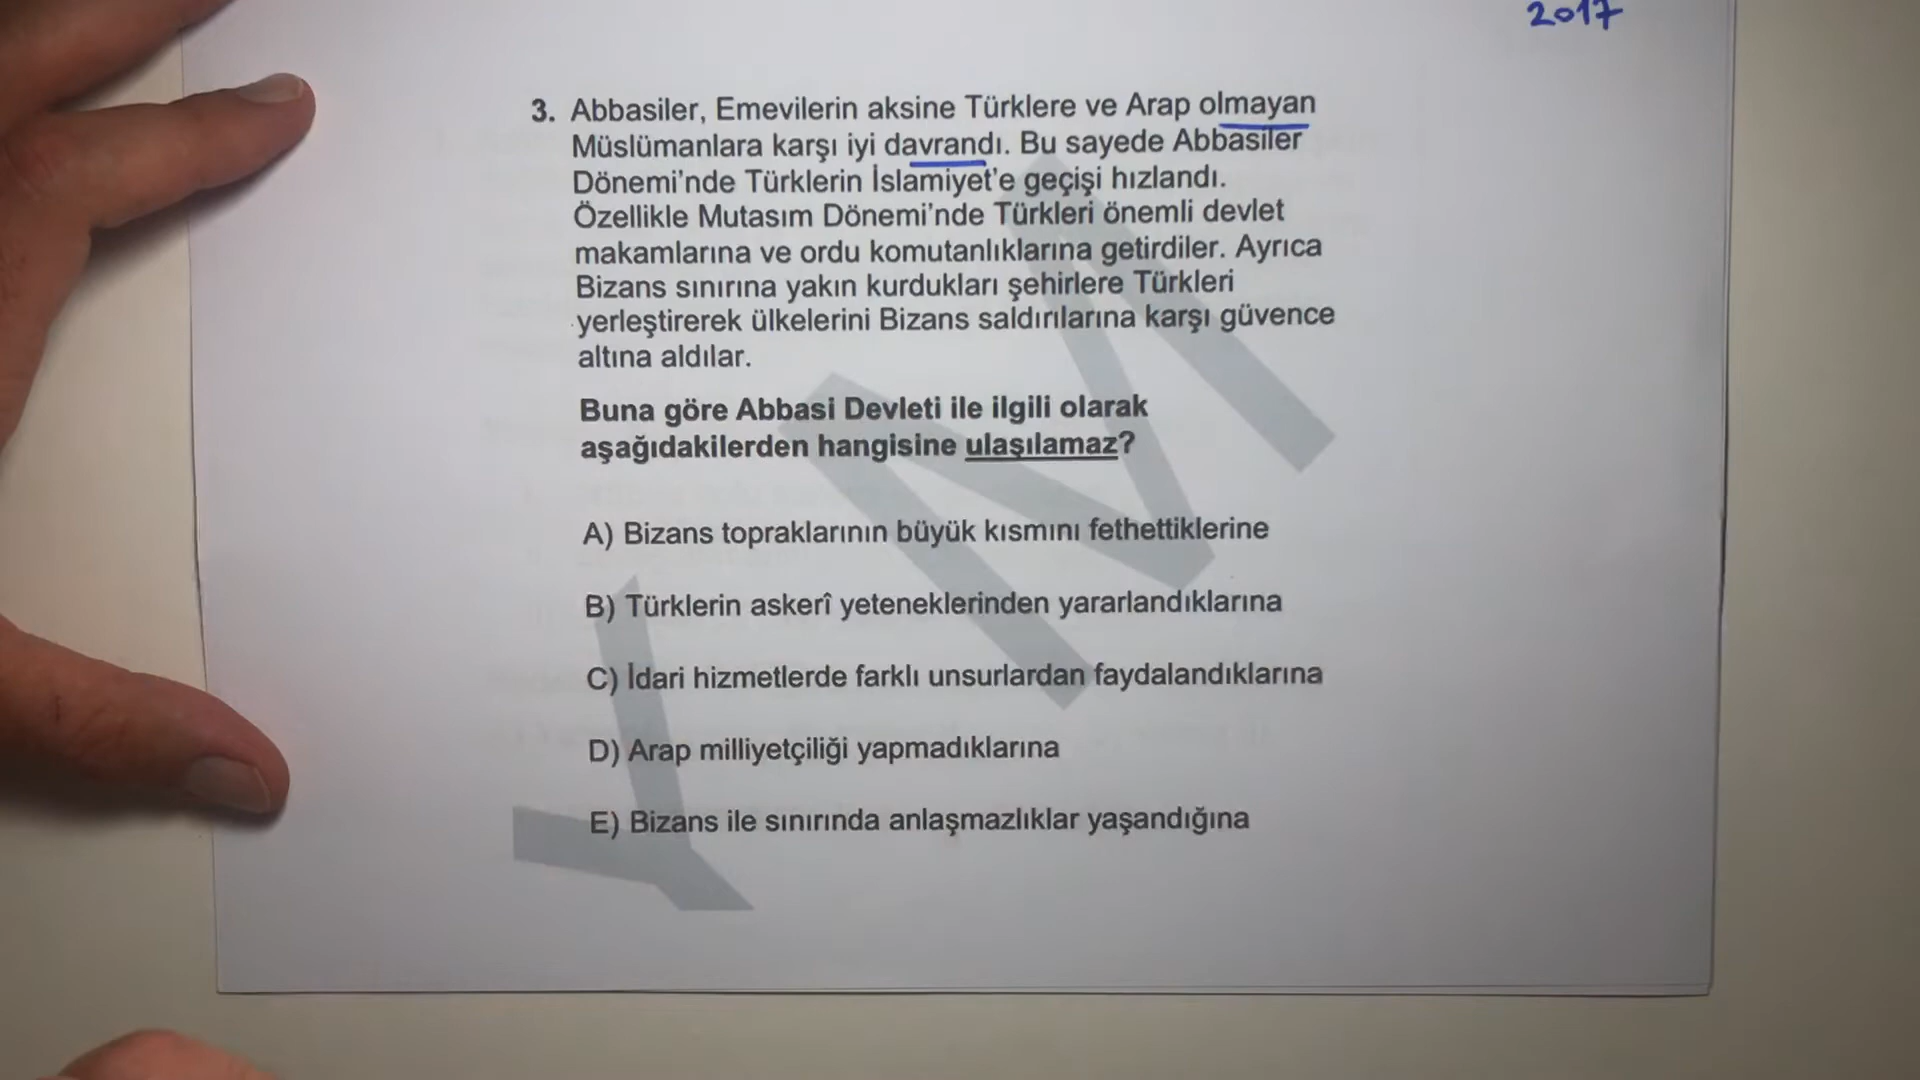 2017
3. Abbasiler, Emevilerin aksine Türklere ve Arap olmayan
Müslümanlara karşı iyi davrandı. Bu sayede Abbasiler
Dönemi'nde Türklerin İslamiyet'e geçişi hızlandı.
Özellikle Mutasım Dönemi'nde Türkleri önemli devlet
makamlarına ve ordu komutanlıklarına getirdiler. Ayrıca
Bizans sınırına yakın kurdukları şehirlere Türkleri
yerleştirerek ülkelerini Bizans saldırılarına karşı güvence
altına aldılar.
Buna göre Abbasi Devleti ile ilgili olarak
aşağıdakilerden hangisine ulaşılamaz?
A) Bizans topraklarının büyük kısmını fethettiklerine
B) Türklerin askerî yeteneklerinden yararlandıklarına
C) İdari hizmetlerde farklı unsurlardan faydalandıklarına
D) Arap milliyetçiliği yapmadıklarına
E) Bizans ile sınırında anlaşmazlıklar yaşandığına
Y M